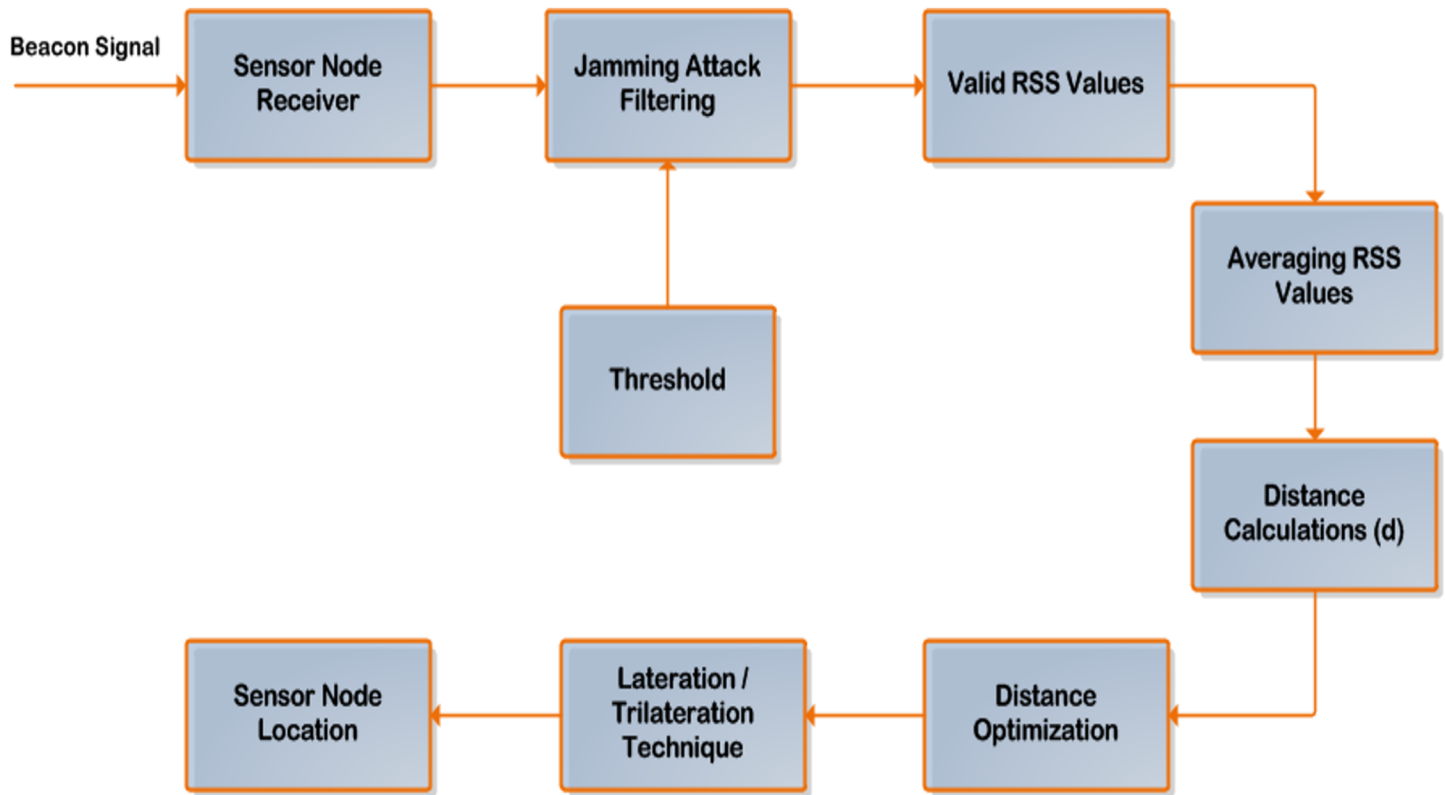 Beacon Signal
Sensor Node
Receiver
Jamming Attack
Filtering
Valid RSS Values
Averaging RSS
Values
Threshold
Distance
Calculations (d)
Distance
Optimization
Lateration /
Trilateration
Technique
Sensor Node
Location